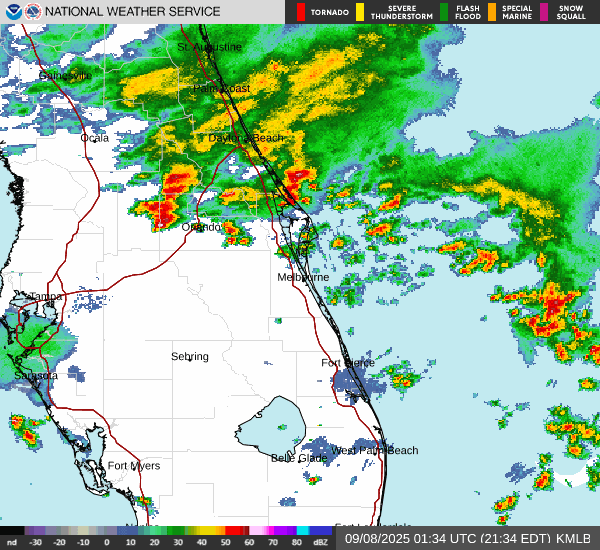 NATIONAL WEATHER SERVICE
TORNADO
SEVERE
THUNDERSTORM
FLASH
FLOOD
SPECIAL
MARINE
SNOW
SQUALL
St. Augustine
Gainesville
Palm Coast
Ocala
Daytona Beach
Orlando
Melbourne
Tampa
Sebring
Fort Pierce
Sarasota
West Palm Beach
Belle Glade
Fort Myers
nd -30 -20 -10 0 10 20 30 40 50 60 70 80 dBZ
09/08/2025 01:34 UTC (21:34 EDT) KMLB